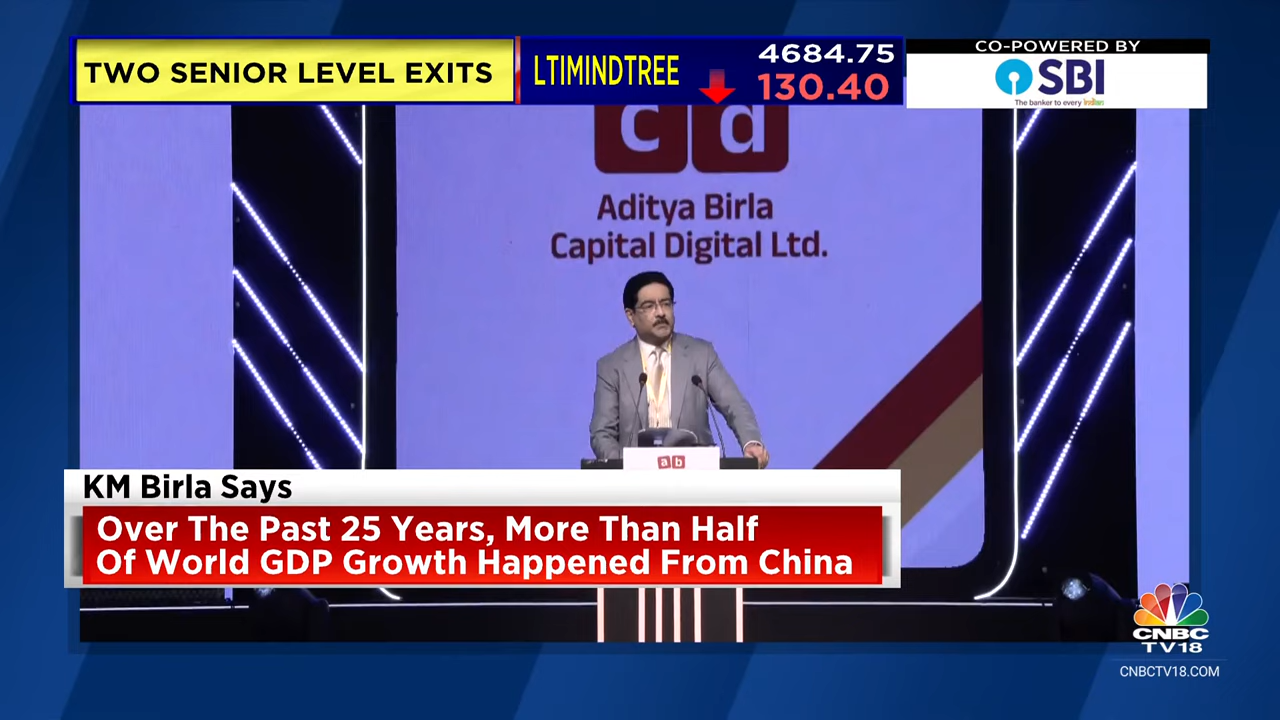 TWO SENIOR LEVEL EXITS
LTIMINDTREE
4684.75
130.40
CO-POWERED BY
SBI
The banker to every Indian
c d
Aditya Birla
Capital Digital Ltd.
a b
KM Birla Says
Over The Past 25 Years, More Than Half
Of World GDP Growth Happened From China
CNBC
TV18
CNBCTV18.COM